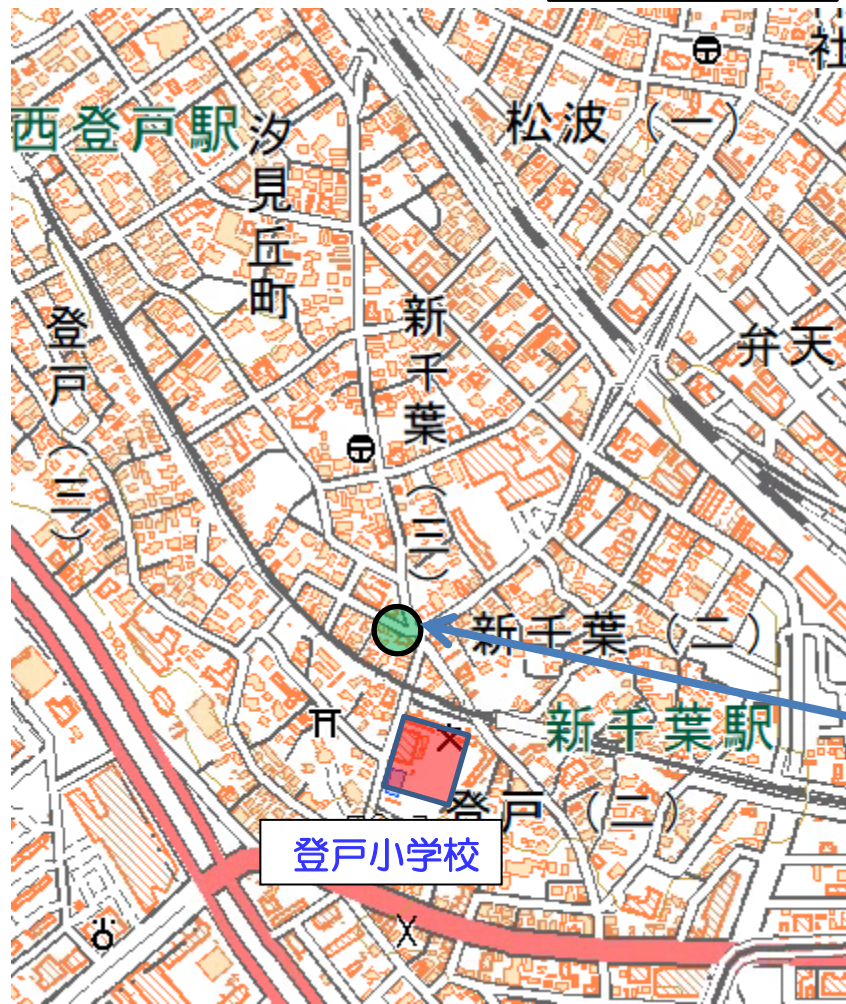 社
松波（一）
西登戸駅
汐見丘町
新千葉（三）
登戸（三）
弁天
新千葉（二）
新千葉駅
登戸（二）
登戸小学校